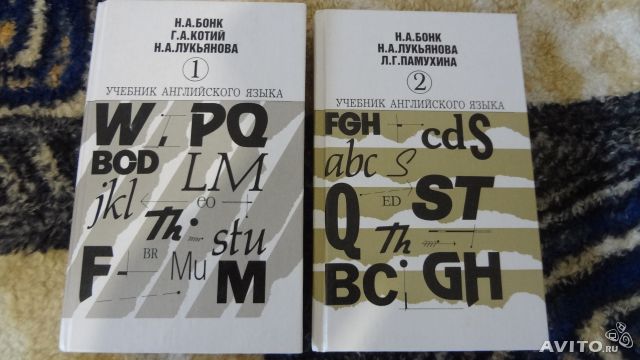 Н.А.БОНК
Г.А.КОТИЙ
Н.А.ЛУКЬЯНОВА
1
УЧЕБНИК АНГЛИЙСКОГО ЯЗЫКА
W. PQ
BCD
LM
jkl
eo
Th
stu
BR
Mu
F
M
Н.А.БОНК
Н.А.ЛУКЬЯНОВА
Л.Г.ПАМУХИНА
2
УЧЕБНИК АНГЛИЙСКОГО ЯЗЫКА
FGH
cdS
abc
S
Q
ED
ST
Th
BC
GH
AVITO.ru